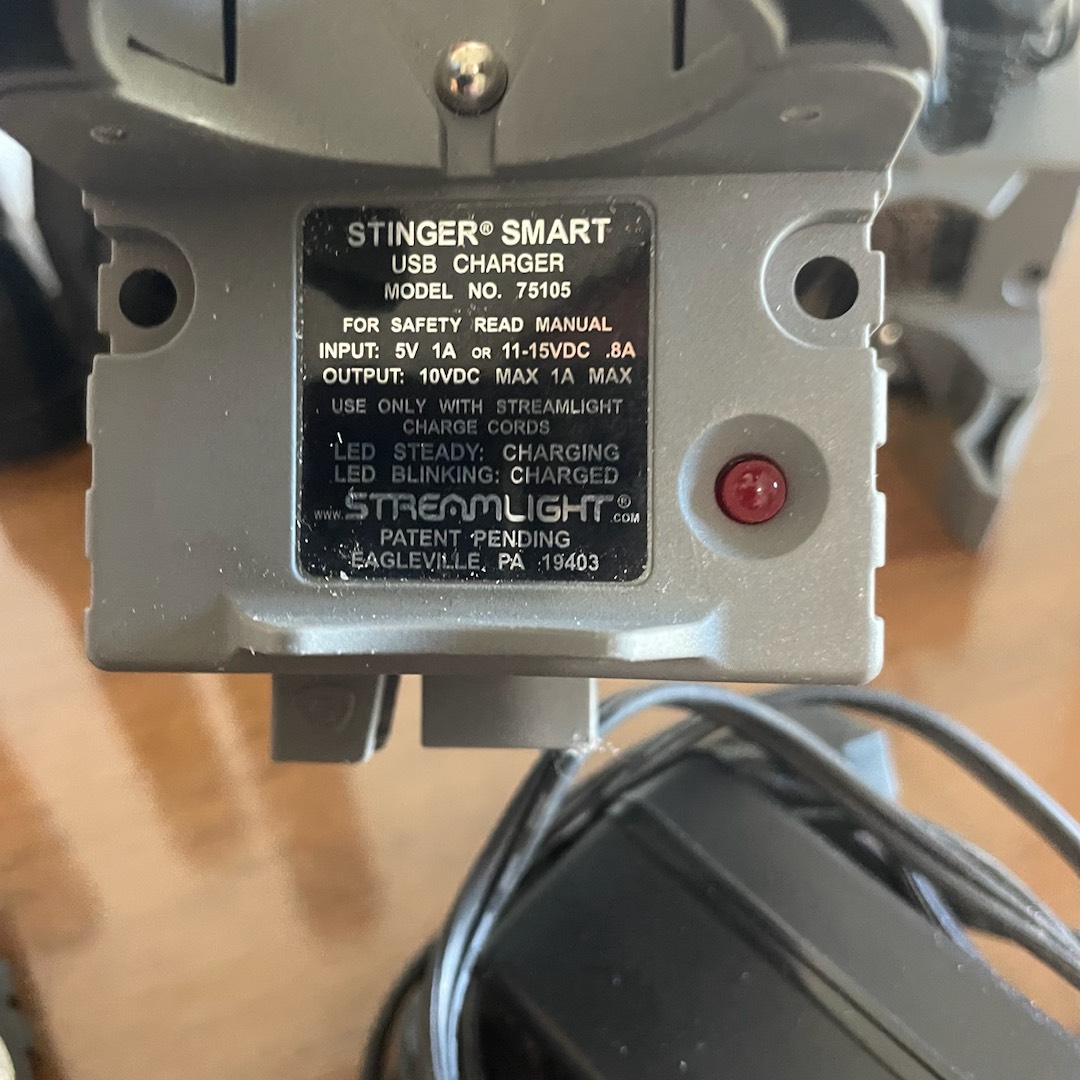 STINGER® SMART
USB CHARGER
MODEL NO. 75105
FOR SAFETY READ MANUAL
INPUT: 5V 1A OR 11-15VDC .8A
OUTPUT: 10VDC MAX 1A MAX
USE ONLY WITH STREAMLIGHT
CHARGE CORDS
LED STEADY: CHARGING
LED BLINKING: CHARGED
www.STREAMLIGHT®.COM
PATENT PENDING
EAGLEVILLE, PA 19403